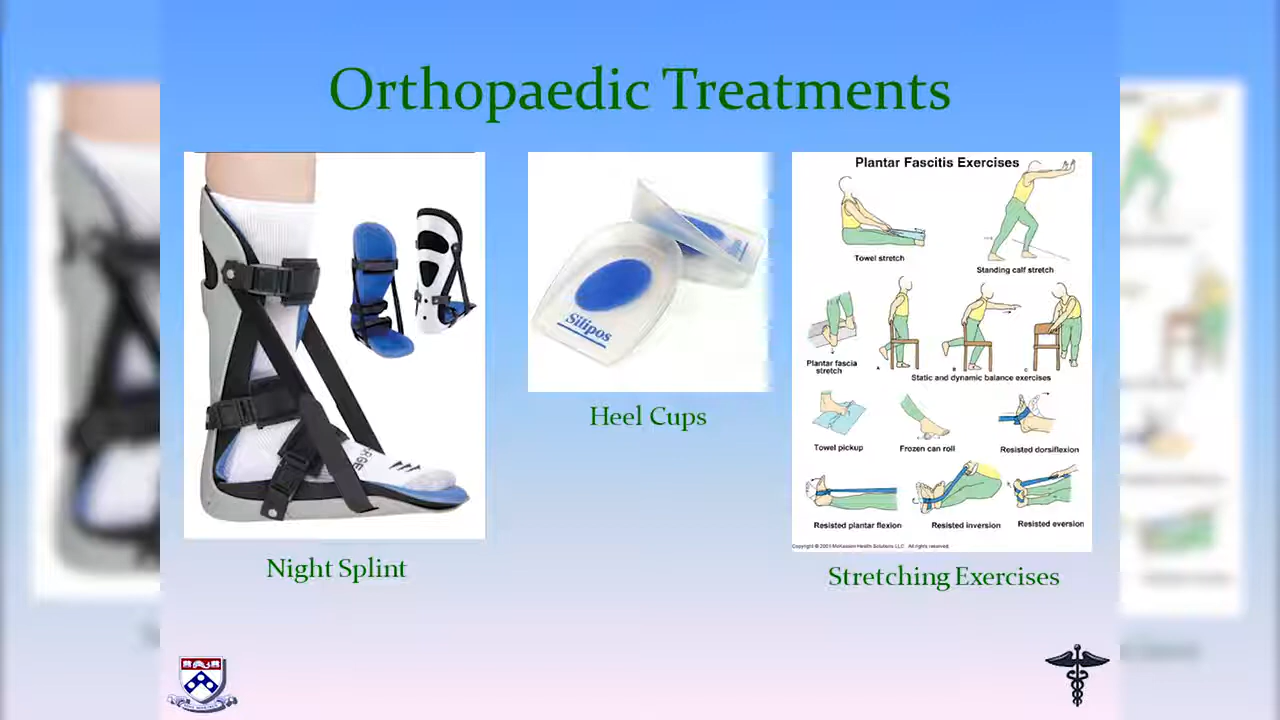 Orthopaedic Treatments
Night Splint
Silipos
Heel Cups
Plantar Fascitis Exercises
Towel stretch
Standing calf stretch
Plantar fascia
stretch
A
B
C
Static and dynamic balance exercises
Towel pickup
Frozen can roll
Resisted dorsiflexion
Resisted plantar flexion
Resisted inversion
Resisted eversion
Stretching Exercises